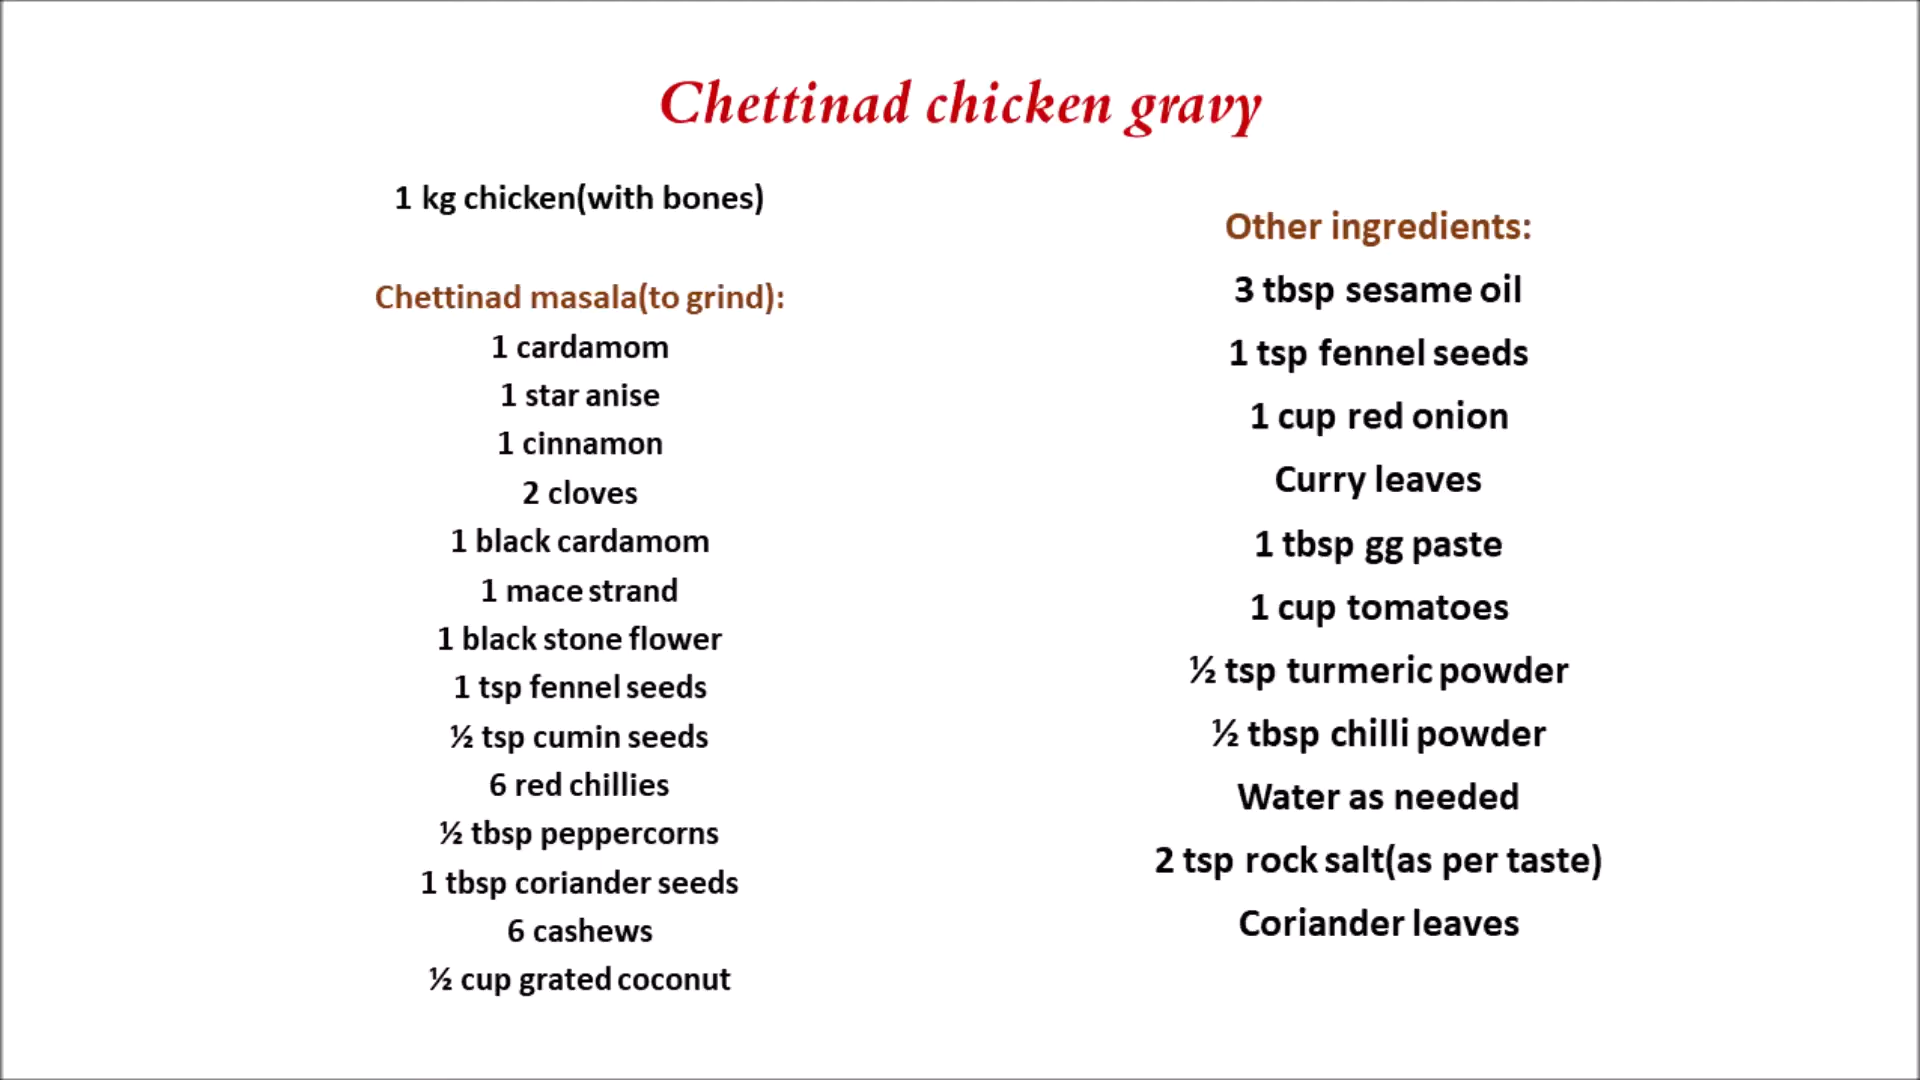 Chettinad chicken gravy
1 kg chicken(with bones)
Chettinad masala(to grind):
1 cardamom
1 star anise
1 cinnamon
2 cloves
1 black cardamom
1 mace strand
1 black stone flower
1 tsp fennel seeds
½ tsp cumin seeds
6 red chillies
½ tbsp peppercorns
1 tbsp coriander seeds
6 cashews
½ cup grated coconut
Other ingredients:
3 tbsp sesame oil
1 tsp fennel seeds
1 cup red onion
Curry leaves
1 tbsp gg paste
1 cup tomatoes
½ tsp turmeric powder
½ tbsp chilli powder
Water as needed
2 tsp rock salt(as per taste)
Coriander leaves